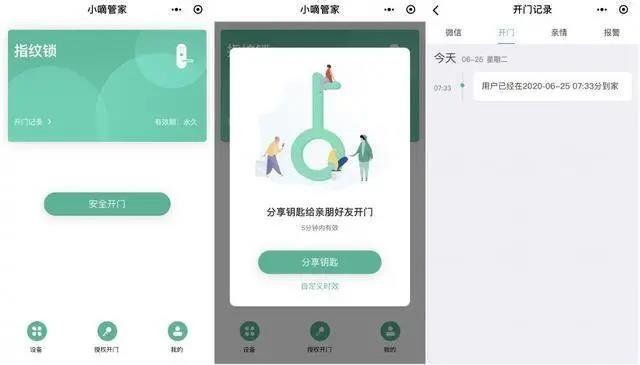 小嘀管家
指纹锁
开门记录 >
有效期：永久
安全开门
设备
授权开门
我的
小嘀管家
指纹锁
分享钥匙给亲朋好友开门
5分钟内有效
分享钥匙
自定义时效
设备
授权开门
我的
开门记录
微信
开门
亲情
报警
今天 06-25 星期二
07:33
用户已经在2020-06-25 07:33分到家